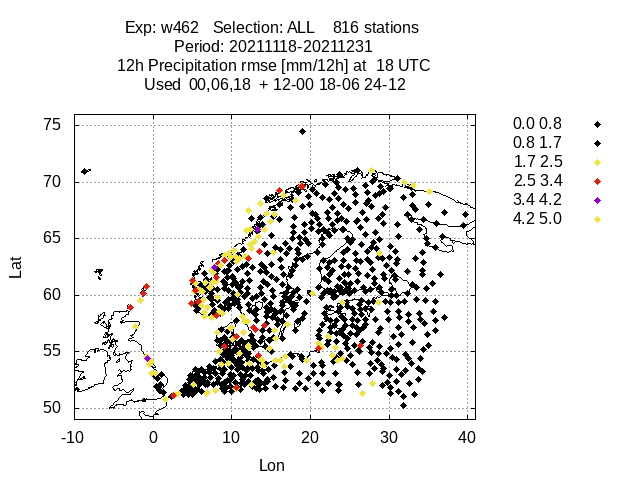 Exp: w462 Selection: ALL 816 stations
Period: 20211118-20211231
12h Precipitation rmse [mm/12h] at 18 UTC
Used 00,06,18 + 12-00 18-06 24-12
75
70
65
60
55
50
Lat
-10 0 10 20 30 40
Lon
0.0 0.8
0.8 1.7
1.7 2.5
2.5 3.4
3.4 4.2
4.2 5.0